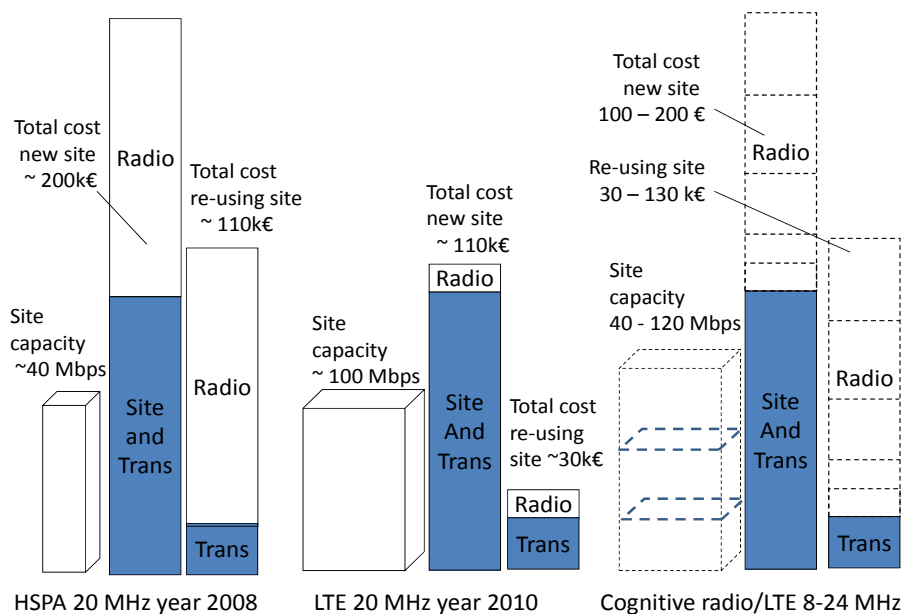 Total cost
new site
~ 200k€
Radio
Total cost
re-using site
~ 110k€
Site
capacity
~40 Mbps
Site
and
Trans
Radio
Trans
HSPA 20 MHz year 2008
Total cost
new site
~ 110k€
Radio
Site
capacity
~ 100 Mbps
Site
And
Trans
Total cost
re-using
site ~30k€
Radio
Trans
LTE 20 MHz year 2010
Total cost
new site
100 – 200 €
Radio
Re-using site
30 – 130 k€
Site
capacity
40 - 120 Mbps
Site
And
Trans
Radio
Trans
Cognitive radio/LTE 8-24 MHz